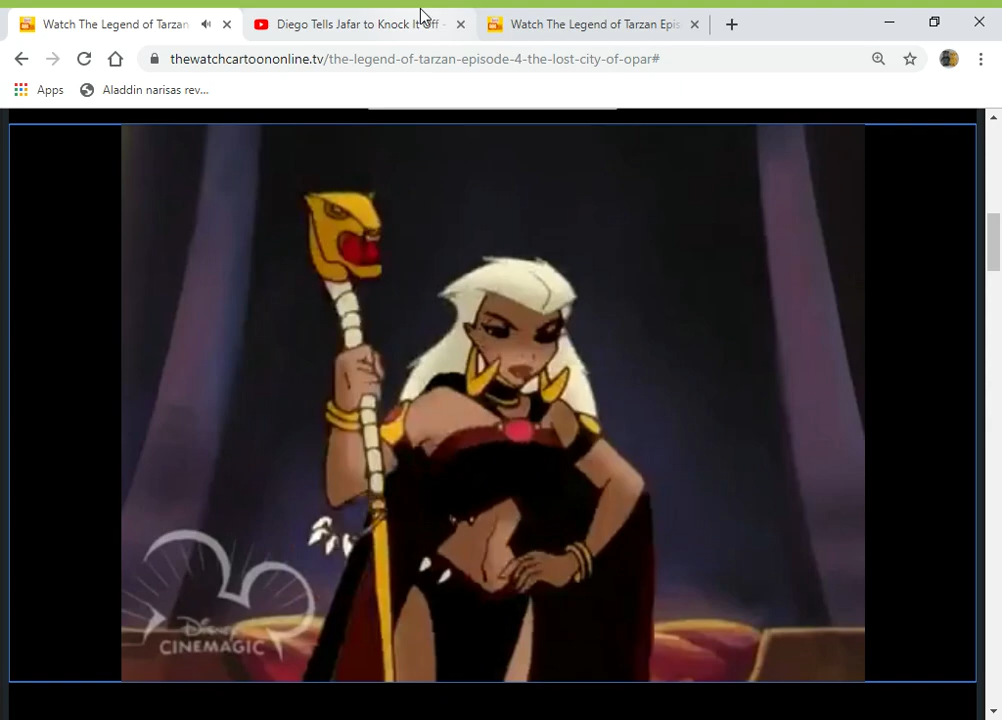 Watch The Legend of Tarzan
Diego Tells Jafar to Knock It Off -
Watch The Legend of Tarzan Epis
thewatchcartoononline.tv/the-legend-of-tarzan-episode-4-the-lost-city-of-opar#
Apps
Aladdin narisas rev...
Disney
CINEMAGIC